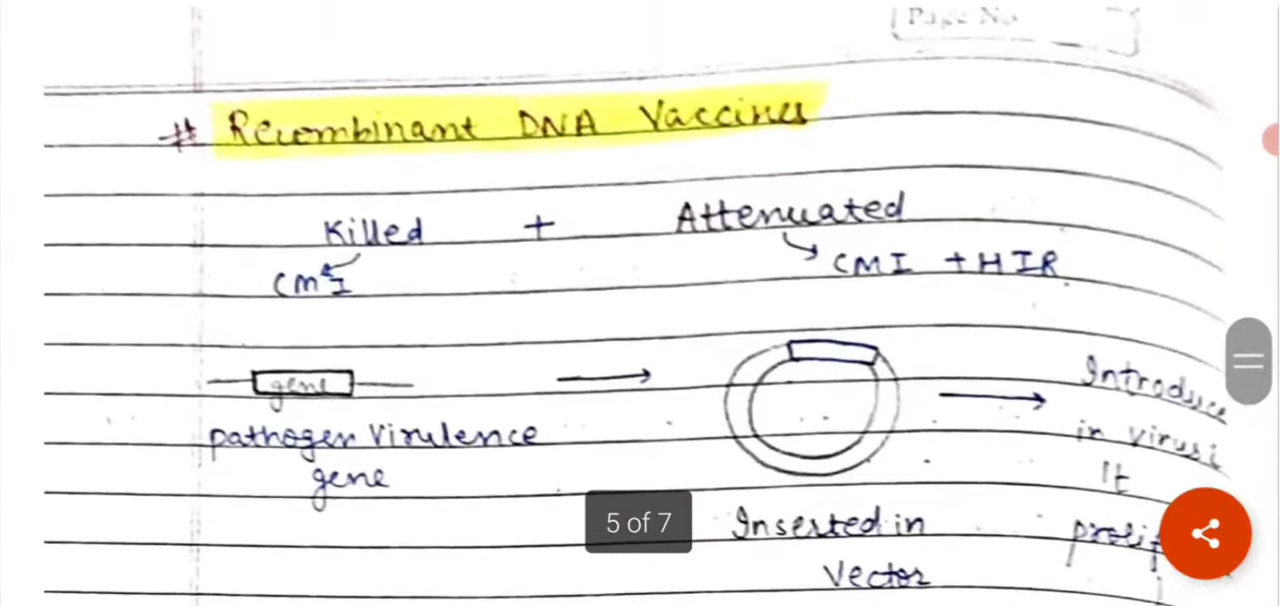 Page No
# Recombinant DNA Vaccines
Killed + Attenuated
CMI
CMI + HIR
gene
pathogen virulence
gene
Inserted in
Vector
Introduce
in virus;
It
prolif
5 of 7